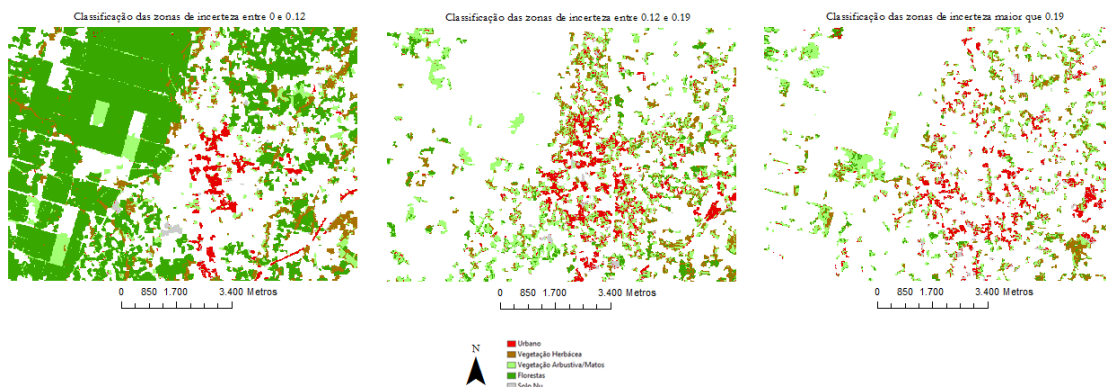 Classificação das zonas de incerteza entre 0 e 0.12
Classificação das zonas de incerteza entre 0.12 e 0.19
Classificação das zonas de incerteza maior que 0.19
0 850 1.700 3.400 Metros
0 850 1.700 3.400 Metros
0 850 1.700 3.400 Metros
N
Urbano
Vegetação Herbácea
Vegetação Arbustiva/Matos
Florestas
Solo Nu